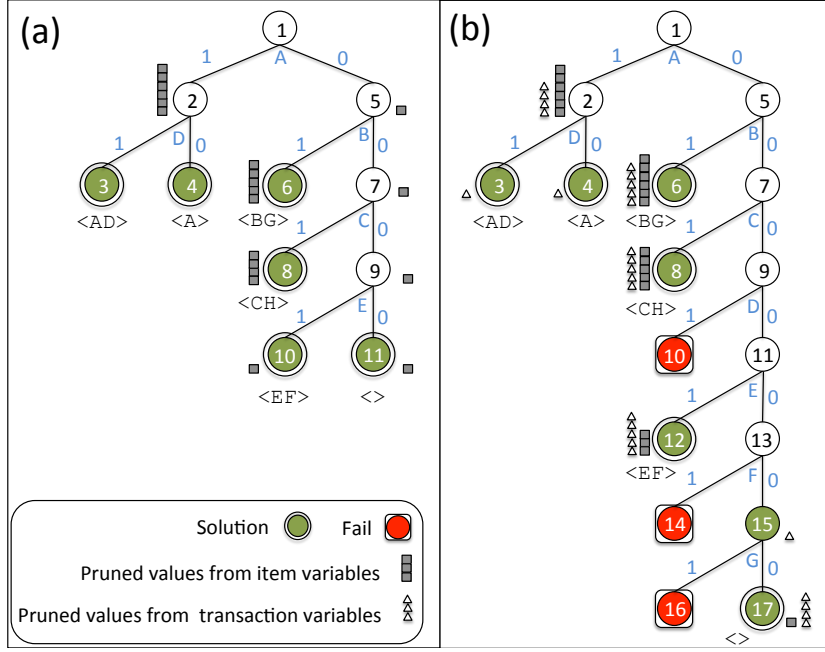 (a)
1
1 A 0
2 5
1 D 0 1 B 0
3 4 6 7
<AD> <A> <BG>
1 C 0
8 9
<CH>
1 E 0
10 11
<EF> <>
Solution Fail
Pruned values from item variables
Pruned values from transaction variables
(b)
1
1 A 0
2 5
1 D 0 1 B 0
3 4 6 7
<AD> <A> <BG>
1 C 0
8 9
<CH>
1 D 0
10 11
1 E 0
12 13
<EF>
1 F 0
14 15
1 G 0
16 17
<>